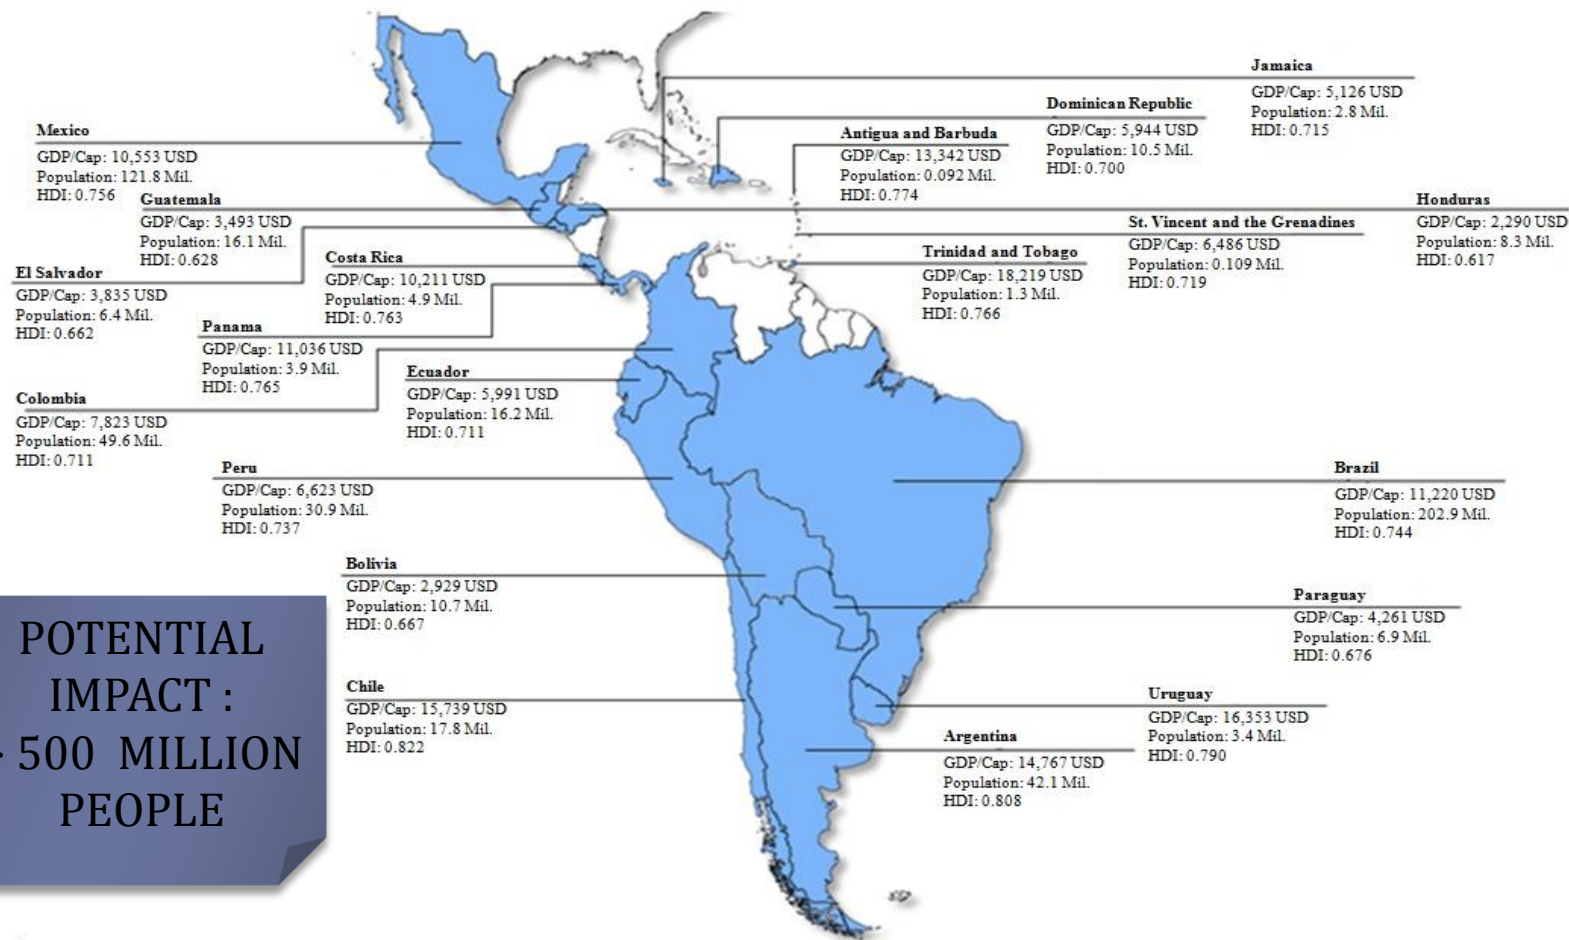 Jamaica
GDP/Cap: 5,126 USD
Population: 2.8 Mil.
HDI: 0.715
Dominican Republic
GDP/Cap: 5,944 USD
Population: 10.5 Mil.
HDI: 0.700
Antigua and Barbuda
GDP/Cap: 13,342 USD
Population: 0.092 Mil.
HDI: 0.774
Mexico
GDP/Cap: 10,553 USD
Population: 121.8 Mil.
HDI: 0.756
Guatemala
GDP/Cap: 3,493 USD
Population: 16.1 Mil.
HDI: 0.628
Honduras
GDP/Cap: 2,290 USD
Population: 8.3 Mil.
HDI: 0.617
St. Vincent and the Grenadines
GDP/Cap: 6,486 USD
Population: 0.109 Mil.
HDI: 0.719
Trinidad and Tobago
GDP/Cap: 18,219 USD
Population: 1.3 Mil.
HDI: 0.766
Costa Rica
GDP/Cap: 10,211 USD
Population: 4.9 Mil.
HDI: 0.763
El Salvador
GDP/Cap: 3,835 USD
Population: 6.4 Mil.
HDI: 0.662
Panama
GDP/Cap: 11,036 USD
Population: 3.9 Mil.
HDI: 0.765
Ecuador
GDP/Cap: 5,991 USD
Population: 16.2 Mil.
HDI: 0.711
Colombia
GDP/Cap: 7,823 USD
Population: 49.6 Mil.
HDI: 0.711
Peru
GDP/Cap: 6,623 USD
Population: 30.9 Mil.
HDI: 0.737
Brazil
GDP/Cap: 11,220 USD
Population: 202.9 Mil.
HDI: 0.744
Bolivia
GDP/Cap: 2,929 USD
Population: 10.7 Mil.
HDI: 0.667
Paraguay
GDP/Cap: 4,261 USD
Population: 6.9 Mil.
HDI: 0.676
Chile
GDP/Cap: 15,739 USD
Population: 17.8 Mil.
HDI: 0.822
Uruguay
GDP/Cap: 16,353 USD
Population: 3.4 Mil.
HDI: 0.790
Argentina
GDP/Cap: 14,767 USD
Population: 42.1 Mil.
HDI: 0.808
POTENTIAL
IMPACT :
500 MILLION
PEOPLE